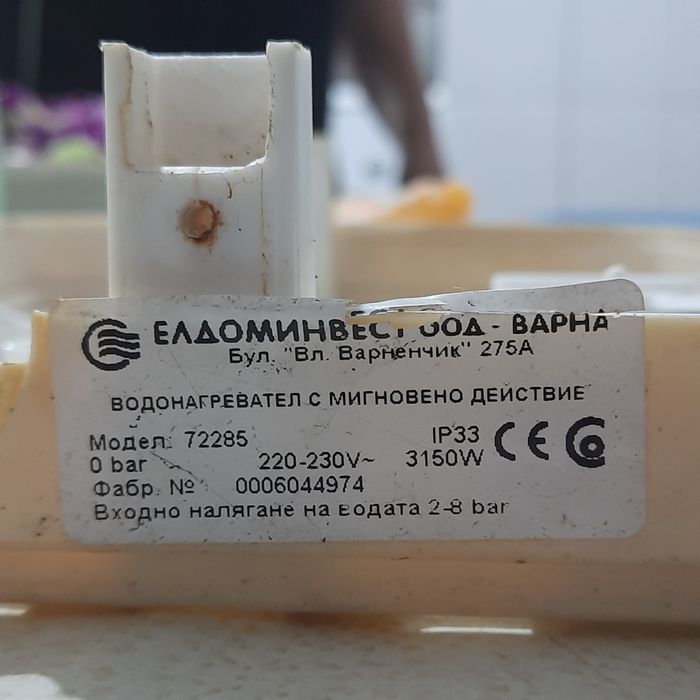 ЕЛДОМИНВЕСТ ООД - ВАРНА
Бул. "Вл. Варненчик" 275А
ВОДОНАГРЕВАТЕЛ С МИГНОВЕНО ДЕЙСТВИЕ
Модел: 72285 IP33 CE
0 bar 220-230V~ 3150W
Фабр. № 0006044974
Входно налягане на водата 2-8 bar